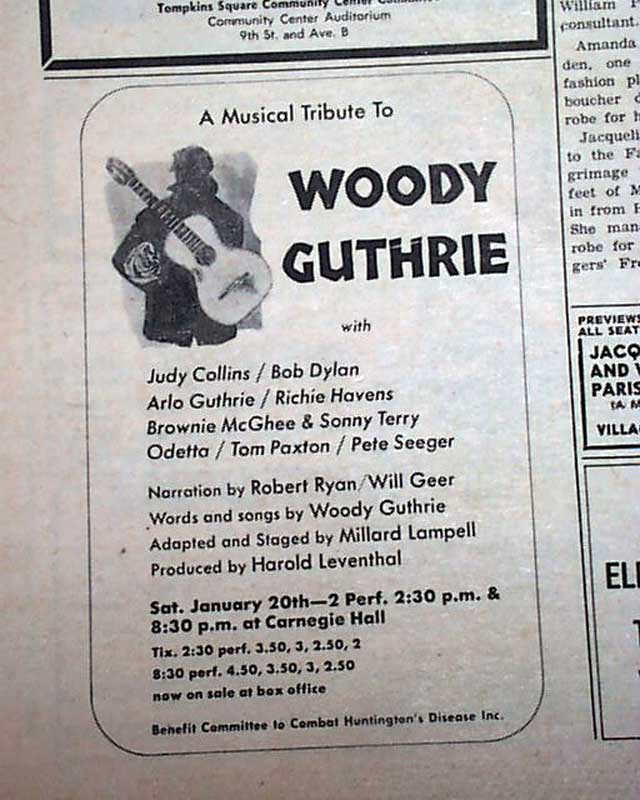 Tompkins Square Community Center
Community Center Auditorium
9th St. and Ave. B
A Musical Tribute To
WOODY
GUTHRIE
with
Judy Collins / Bob Dylan
Arlo Guthrie / Richie Havens
Brownie McGhee & Sonny Terry
Odetta / Tom Paxton / Pete Seeger
Narration by Robert Ryan/Will Geer
Words and songs by Woody Guthrie
Adapted and Staged by Millard Lampell
Produced by Harold Leventhal
Sat. January 20th—2 Perf. 2:30 p.m. &
8:30 p.m. at Carnegie Hall
Tix. 2:30 perf. 3.50, 3, 2.50, 2
8:30 perf. 4.50, 3.50, 3, 2.50
now on sale at box office
Benefit Committee to Combat Huntington's Disease Inc.
William
consultant.
Amanda
den, one
fashion pl
boucher
robe for h
Jacqueli
to the Fa
grimage
feet of M
in from
She man
robe for
gers' Fr
PREVIEWS
ALL SEAT
JACQ
AND
PARIS
VILLA